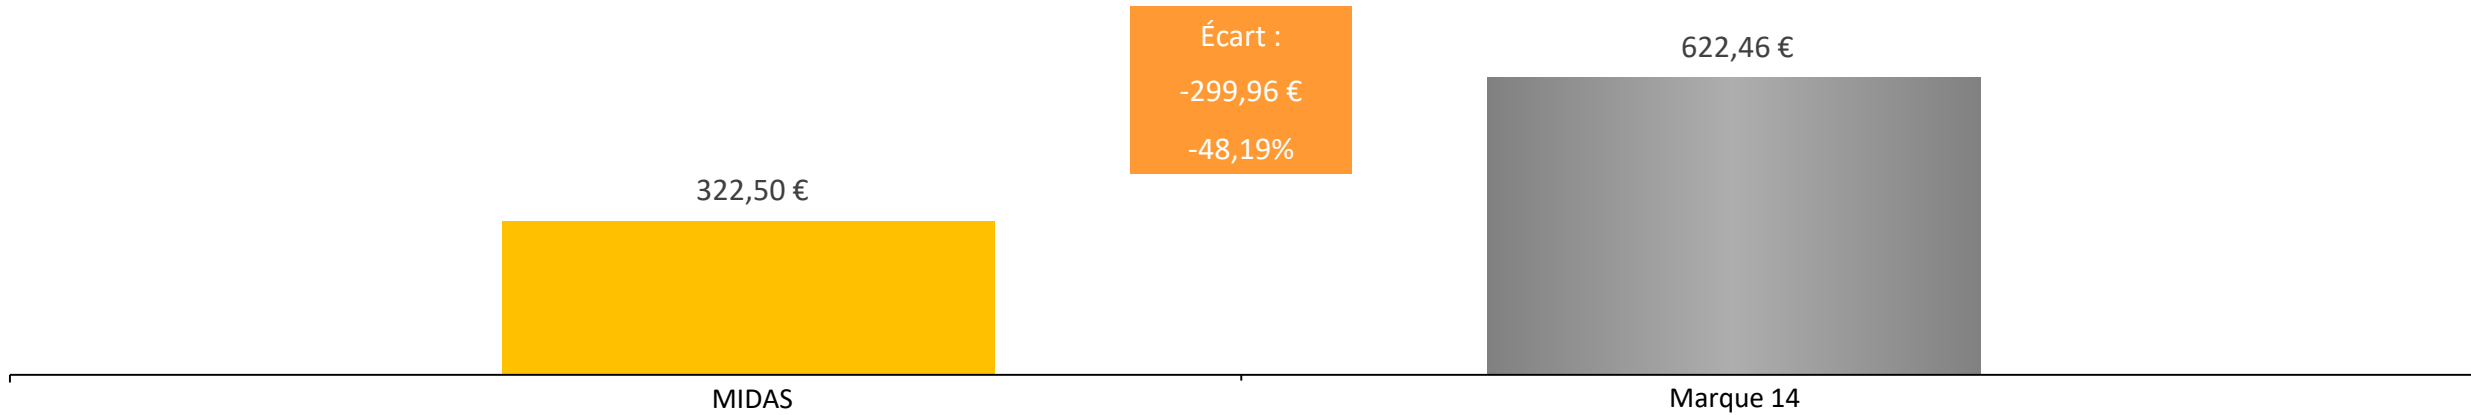 Écart :
-299,96 €
-48,19%
622,46 €
322,50 €
MIDAS
Marque 14